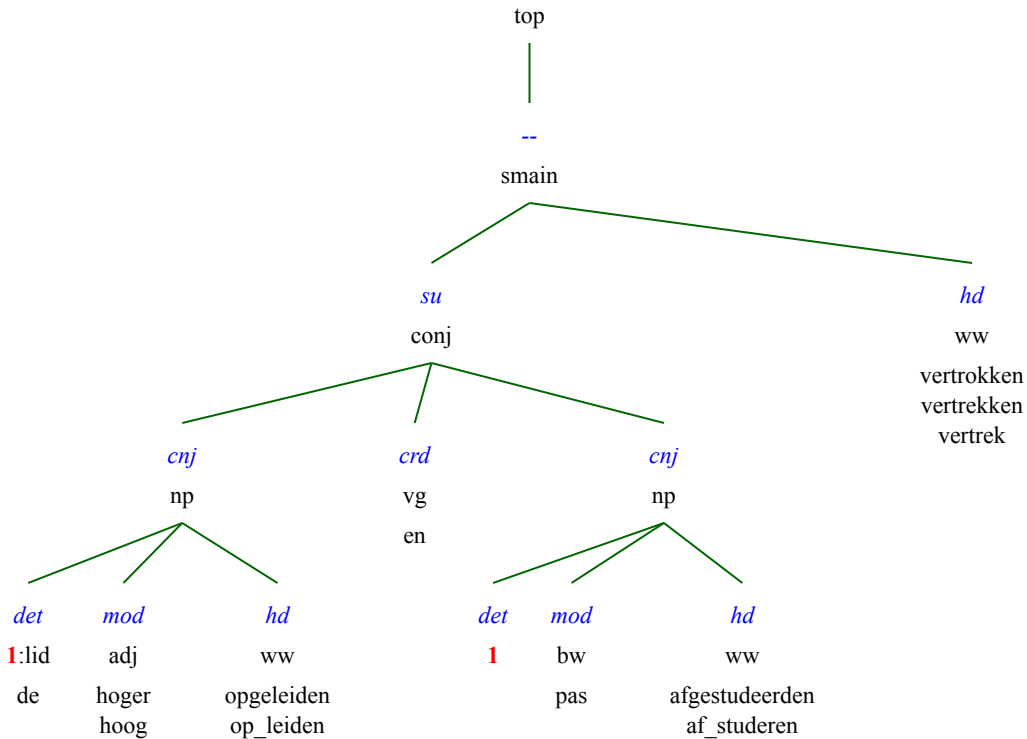 top
--
smain
su hd
conj ww
vertrokken
vertrekken
vertrek
cnj crd cnj
np vg np
en
det mod hd det mod hd
1:lid adj ww 1 bw ww
de hoger opgeleiden pas afgestudeerden
hoog op_leiden af_studeren